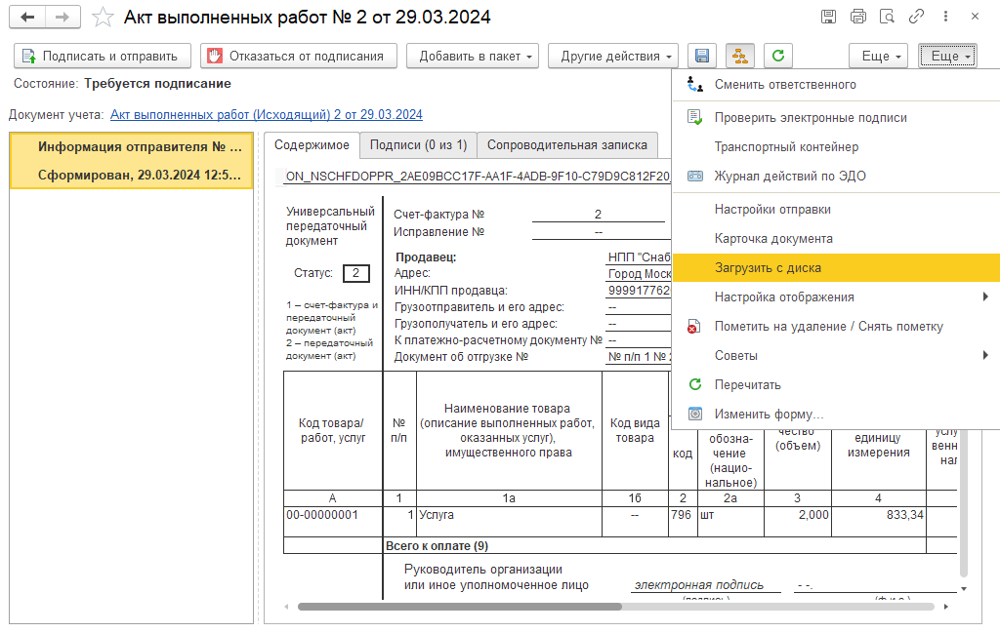 Акт выполненных работ № 2 от 29.03.2024
Подписать и отправить
Отказаться от подписания
Добавить в пакет
Другие действия
Еще
Еще
Состояние: Требуется подписание
Документ учета: Акт выполненных работ (Исходящий) 2 от 29.03.2024
Информация отправителя № ...
Сформирован, 29.03.2024 12:5...
Содержимое
Подписи (0 из 1)
Сопроводительная записка
ON_NSCHFDOPPR_2AE09BCC17F-AA1F-4ADB-9F10-C79D9C812F20
Универсальный
передаточный
документ
Статус: 2
1 – счет-фактура и
передаточный
документ (акт)
2 – передаточный
документ (акт)
Счет-фактура № 2
Исправление № --
Продавец: НПП "Снаб
Адрес: Город Моск
ИНН/КПП продавца: 999917762
Грузоотправитель и его адрес: --
Грузополучатель и его адрес: --
К платежно-расчетному документу № --
Документ об отгрузке № № п/п 1 №
Код товара/
работ, услуг
№
п/п
Наименование товара
(описание выполненных работ,
оказанных услуг),
имущественного права
Код вида
товара
код
обозна-
чение
(нацио-
нальное)
чество
(объем)
единицу
измерения
услу
венн
нал
А 1 1а 1б 2 2а 3 4
00-00000001 1 Услуга -- 796 шт 2,000 833,34
Всего к оплате (9)
Руководитель организации
или иное уполномоченное лицо электронная подпись - -.
(подпись) (ф.и.о.)
Сменить ответственного
Проверить электронные подписи
Транспортный контейнер
Журнал действий по ЭДО
Настройки отправки
Карточка документа
Загрузить с диска
Настройка отображения
Пометить на удаление / Снять пометку
Советы
Перечитать
Изменить форму...